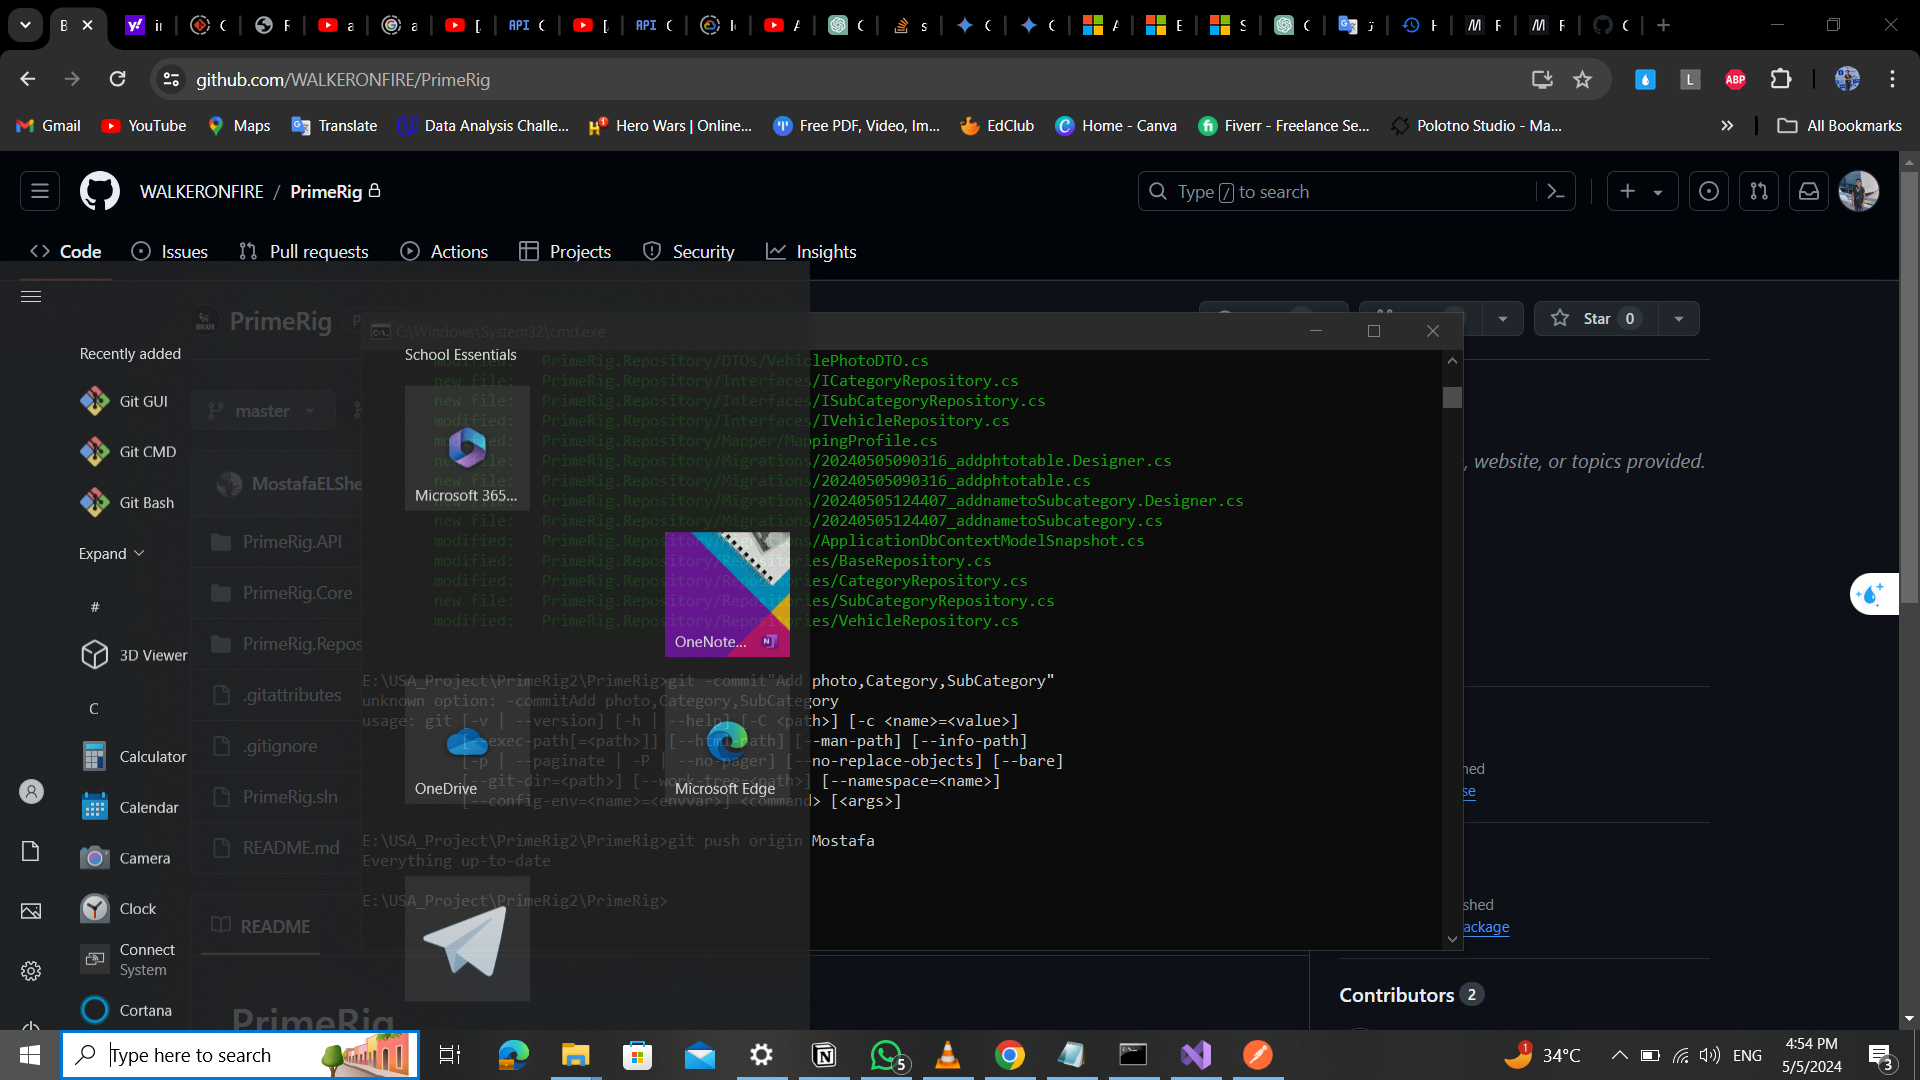 B
github.com/WALKERONFIRE/PrimeRig
Gmail
YouTube
Maps
Translate
Data Analysis Challe...
Hero Wars | Online...
Free PDF, Video, Im...
EdClub
Home - Canva
Fiverr - Freelance Se...
Polotno Studio - Ma...
All Bookmarks
WALKERONFIRE / PrimeRig
Type / to search
Code
Issues
Pull requests
Actions
Projects
Security
Insights
PrimeRig
Star 0
C:\Windows\System32\cmd.exe
Recently added
School Essentials
Git GUI
Git CMD
Git Bash
Expand
#
3D Viewer
C
Calculator
Calendar
Camera
Clock
Connect
System
Cortana
master
MostafaELShe
PrimeRig.API
PrimeRig.Core
PrimeRig.Repos
.gitattributes
.gitignore
PrimeRig.sln
README.md
README
PrimeRig
Microsoft 365...
OneNote...
OneDrive
Microsoft Edge
modified: PrimeRig.Repository/DTOs/VehiclePhotoDTO.cs
new file: PrimeRig.Repository/Interfaces/ICategoryRepository.cs
new file: PrimeRig.Repository/Interfaces/ISubCategoryRepository.cs
modified: PrimeRig.Repository/Interfaces/IVehicleRepository.cs
modified: PrimeRig.Repository/Mapper/MappingProfile.cs
new file: PrimeRig.Repository/Migrations/20240505090316_addphtotable.Designer.cs
new file: PrimeRig.Repository/Migrations/20240505090316_addphtotable.cs
new file: PrimeRig.Repository/Migrations/20240505124407_addnametoSubcategory.Designer.cs
new file: PrimeRig.Repository/Migrations/20240505124407_addnametoSubcategory.cs
modified: PrimeRig.Repository/Migrations/ApplicationDbContextModelSnapshot.cs
modified: PrimeRig.Repository/Repositories/BaseRepository.cs
modified: PrimeRig.Repository/Repositories/CategoryRepository.cs
new file: PrimeRig.Repository/Repositories/SubCategoryRepository.cs
modified: PrimeRig.Repository/Repositories/VehicleRepository.cs
E:\USA_Project\PrimeRig2\PrimeRig>git -commit"Add photo,Category,SubCategory"
unknown option: -commitAdd photo,Category,SubCategory
usage: git [-v | --version] [-h | --help] [-C <path>] [-c <name>=<value>]
[--exec-path[=<path>]] [--html-path] [--man-path] [--info-path]
[-p | --paginate | -P | --no-pager] [--no-replace-objects] [--bare]
[--git-dir=<path>] [--work-tree=<path>] [--namespace=<name>]
[--config-env=<name>=<envvar>] <command> [<args>]
E:\USA_Project\PrimeRig2\PrimeRig>git push origin Mostafa
Everything up-to-date
E:\USA_Project\PrimeRig2\PrimeRig>
, website, or topics provided.
hed
se
shed
ackage
Contributors 2
Type here to search
5
1
34°C
ENG
4:54 PM
5/5/2024
3